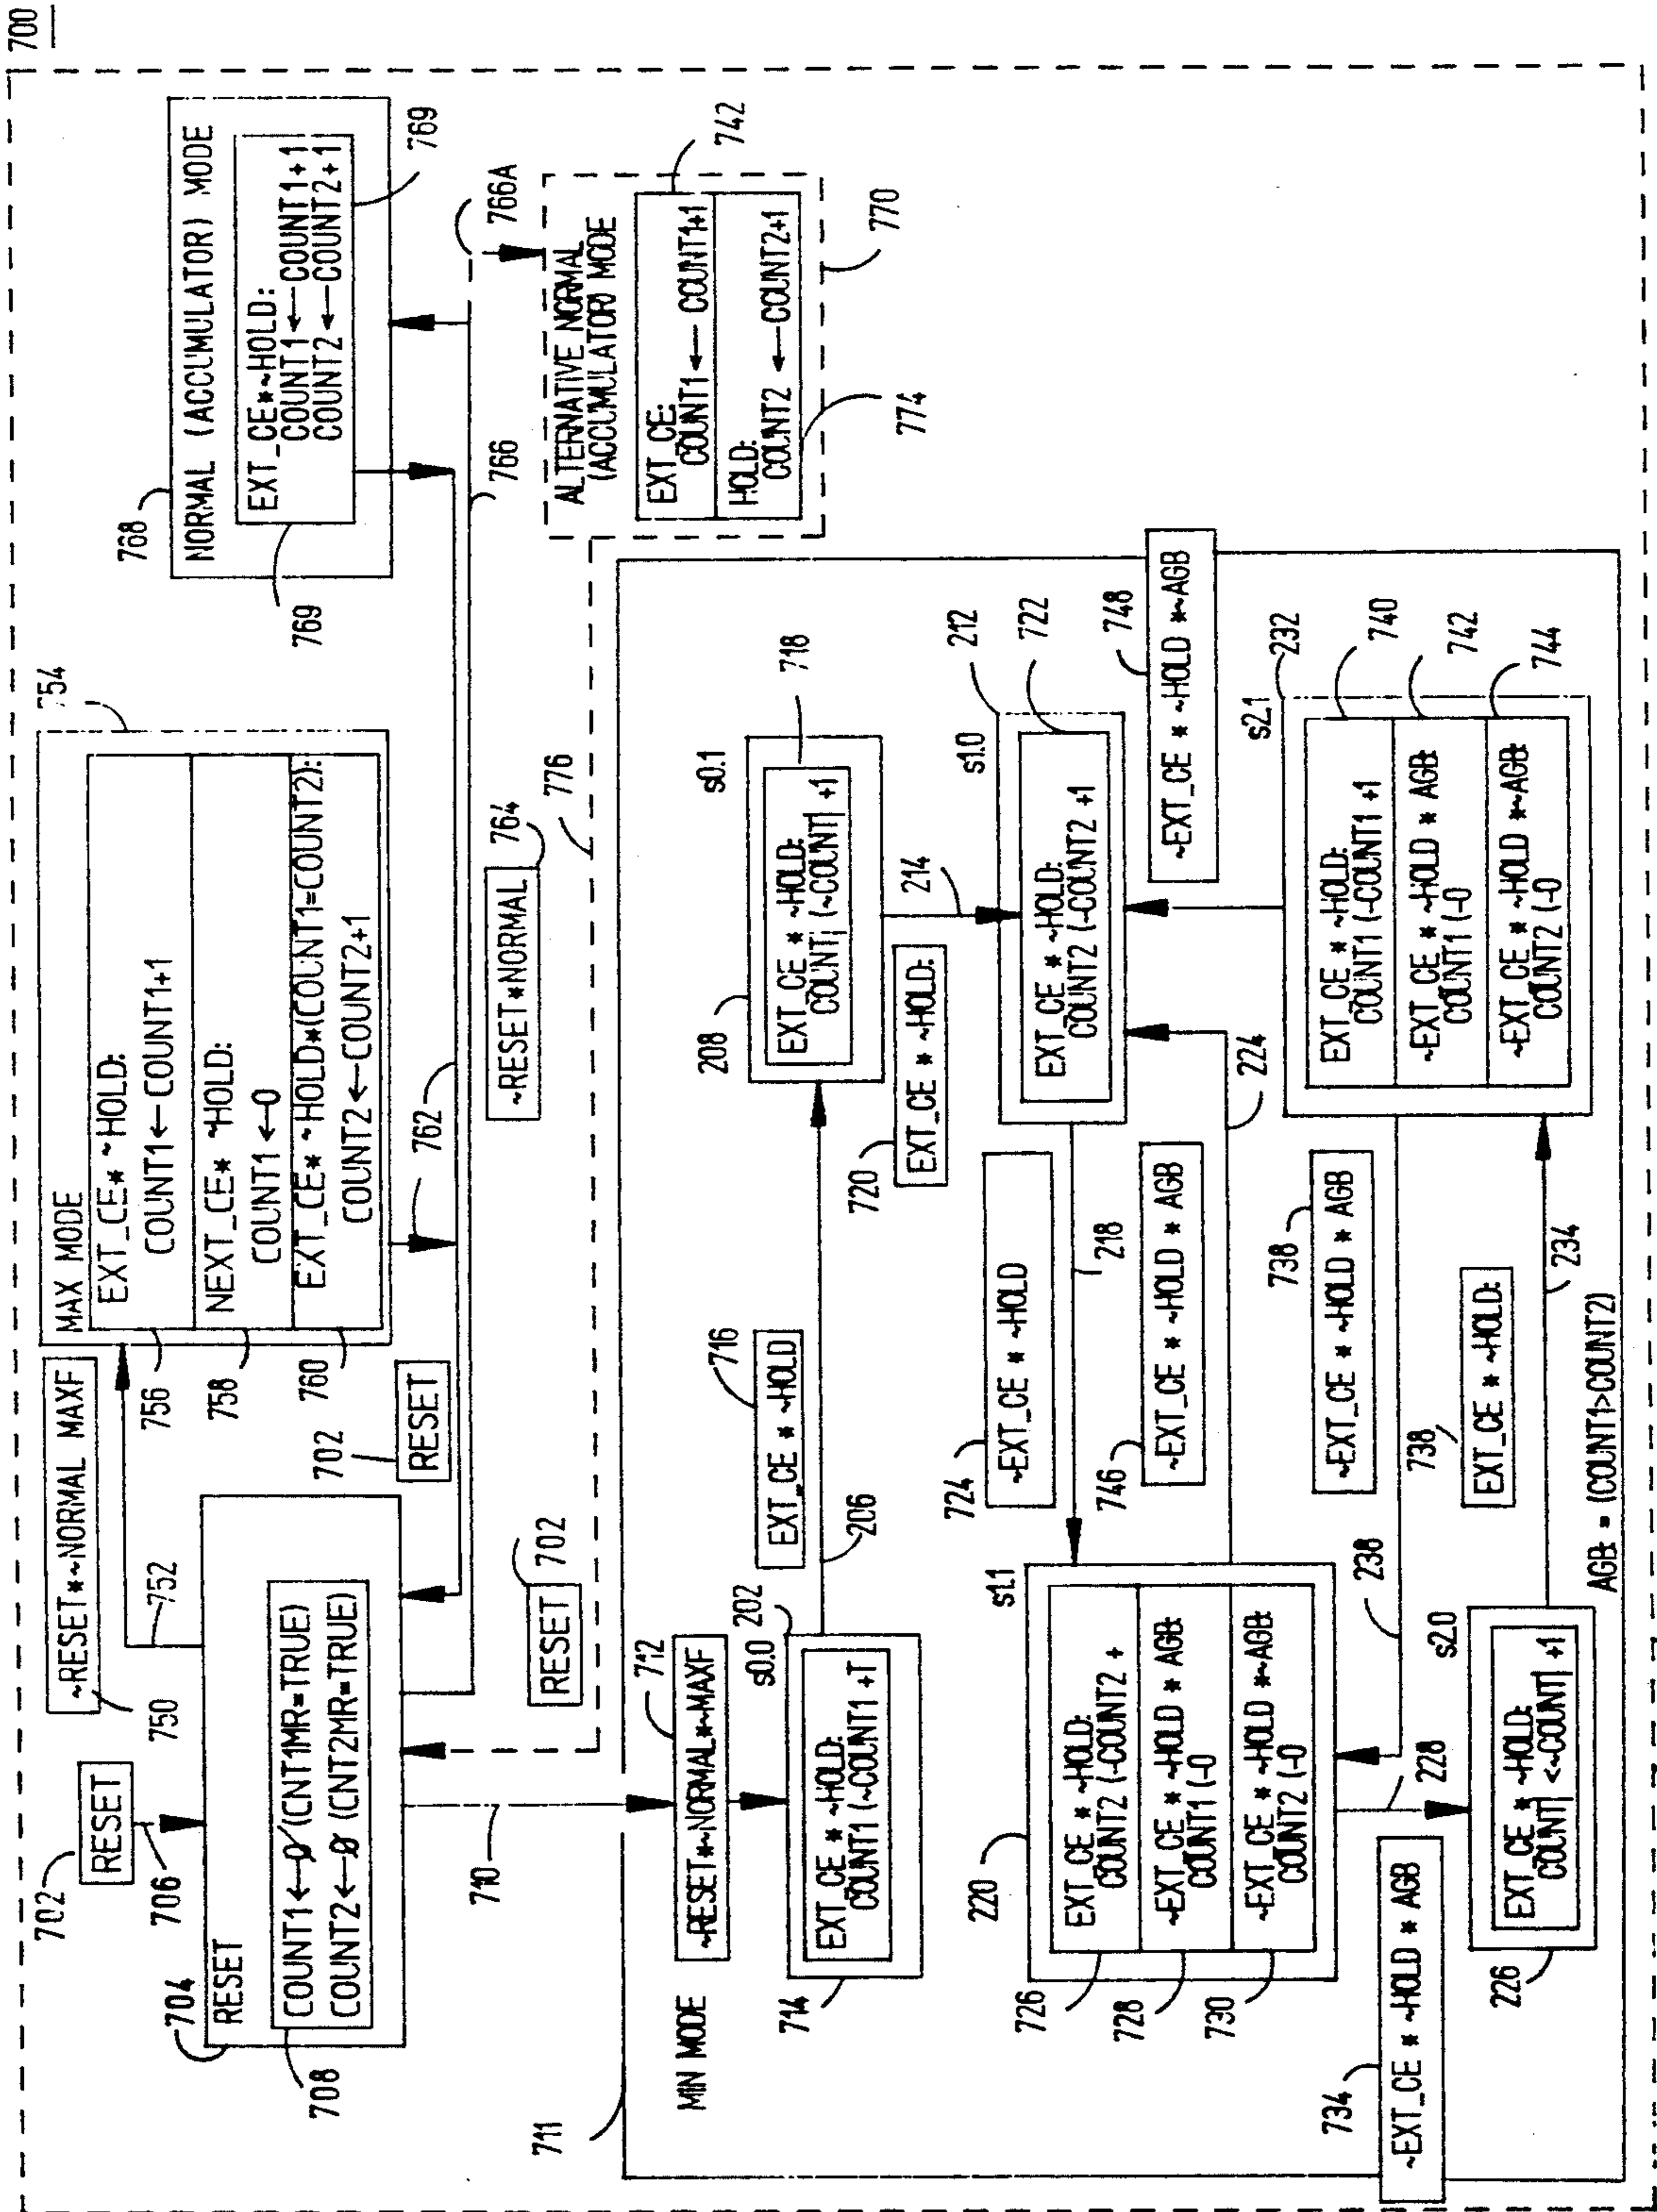 700
702
RESET
706
704
RESET
COUNT1←0 (CNT1MR=TRUE)
COUNT2←0 (CNT2MR=TRUE)
708
~RESET*~NORMAL MAXF
750
752
754
MAX MODE
EXT_CE* ~HOLD:
COUNT1←COUNT1+1
NEXT_CE* ~HOLD:
COUNT1←0
EXT_CE* ~HOLD*(COUNT1=COUNT2):
COUNT2←COUNT2+1
756
758
760
702
RESET
762
762
768
NORMAL (ACCUMULATOR) MODE
EXT_CE*~HOLD:
COUNT1←COUNT1+1
COUNT2←COUNT2+1
769
769
766
766A
~RESET*NORMAL
764
ALTERNATIVE NORMAL
(ACCUMULATOR) MODE
EXT_CE:
COUNT1←COUNT1+1
HOLD:
COUNT2←COUNT2+1
742
774
770
776
RESET
702
710
711
MIN MODE
~RESET*~NORMAL*~MAXF
712
s0.0
202
EXT_CE * ~HOLD:
COUNT1 (~COUNT1 +T
714
206
EXT_CE * ~HOLD
716
208
s0.1
EXT_CE * ~HOLD:
COUNT| (~COUNT| +1
718
720
EXT_CE * ~HOLD:
214
s1.0
212
EXT_CE * ~HOLD:
COUNT2 (-COUNT2 +1
722
724
~EXT_CE * ~HOLD
218
746
~EXT_CE * ~HOLD * AGB
224
748
~EXT_CE * ~HOLD *~AGB
220
s1.1
EXT_CE * ~HOLD:
COUNT2 (-COUNT2 +
~EXT_CE * ~HOLD * AGB:
COUNT1 (-0
~EXT_CE * ~HOLD *~AGB:
COUNT2 (-0
726
728
730
738
~EXT_CE * ~HOLD * AGB
238
s2.1
232
EXT_CE * ~HOLD:
COUNT1 (-COUNT1 +1
~EXT_CE * ~HOLD * AGB:
COUNT1 (-0
~EXT_CE * ~HOLD *~AGB:
COUNT2 (-0
740
742
744
734
~EXT_CE * ~HOLD * AGB
228
s2.0
EXT_CE * ~HOLD:
COUNT| <-COUNT| +1
226
738
EXT_CE * ~HOLD:
234
AGB: = (COUNT1>COUNT2)